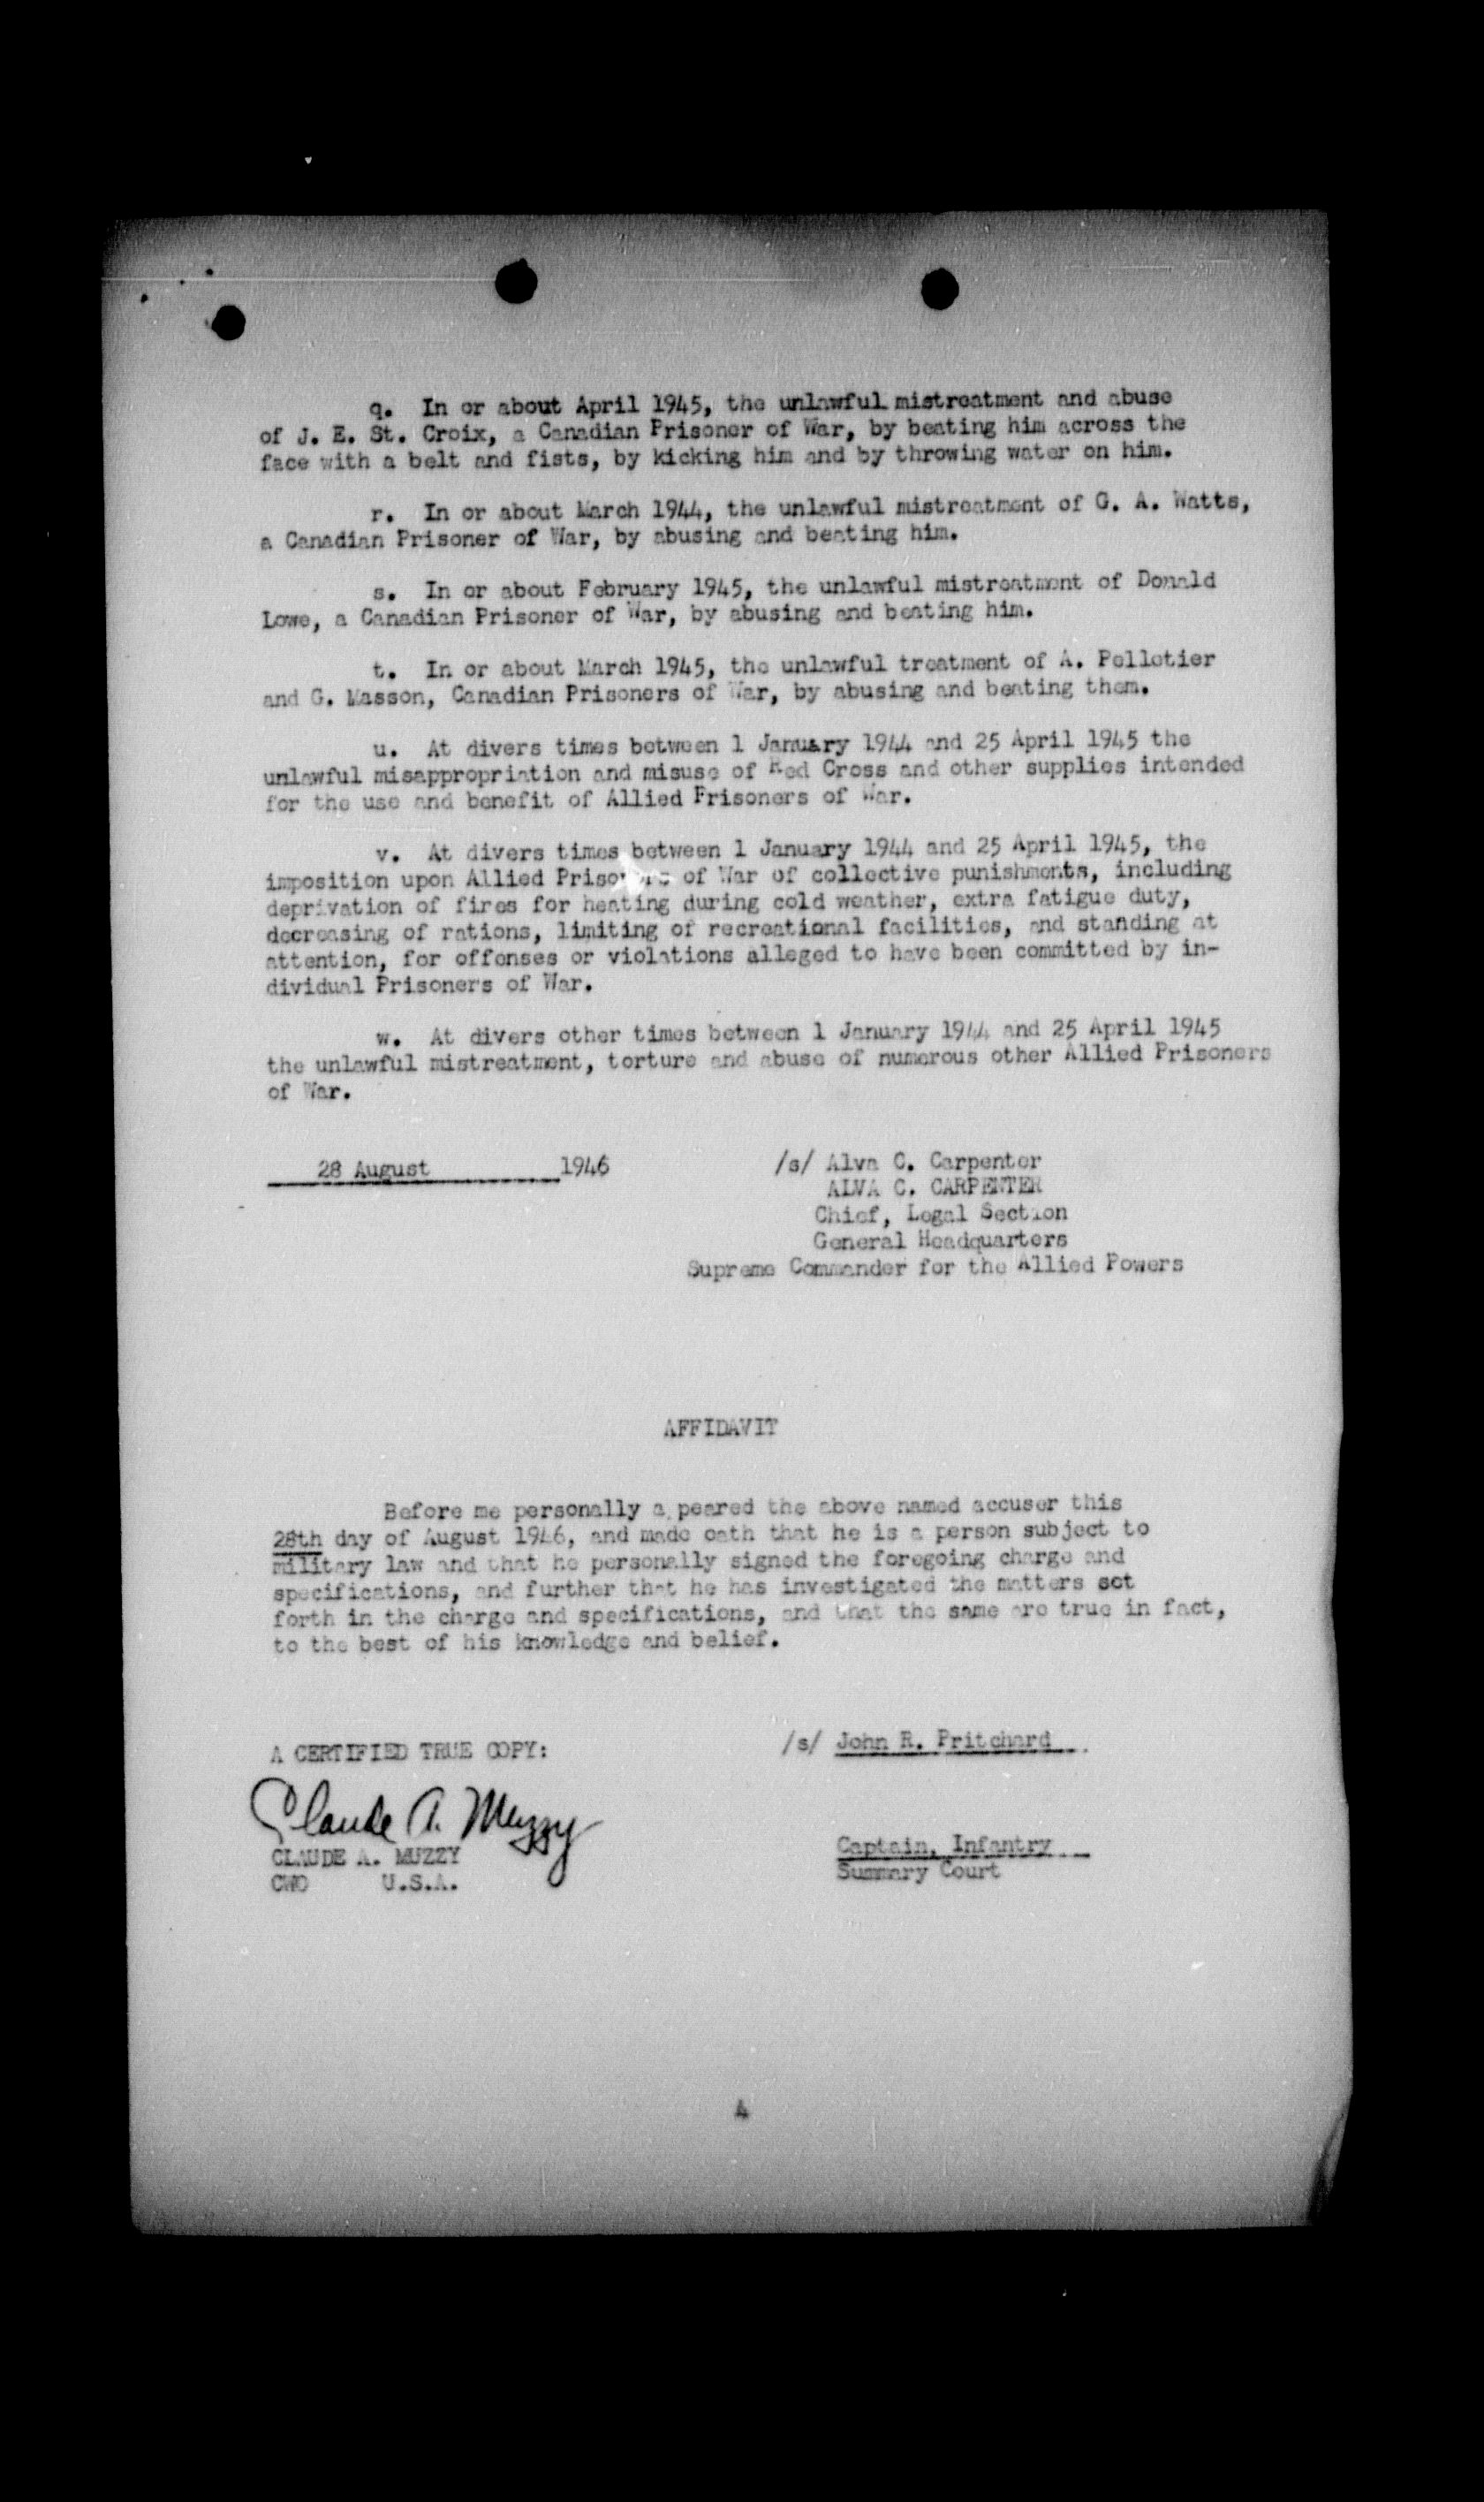 q. In or about April 1945, the unlawful mistreatment and abuse
of J. E. St. Croix, a Canadian Prisoner of War, by beating him across the
face with a belt and fists, by kicking him and by throwing water on him.
r. In or about March 1944, the unlawful mistreatment of G. A. Watts,
a Canadian Prisoner of War, by abusing and beating him.
s. In or about February 1945, the unlawful mistreatment of Donald
Lowe, a Canadian Prisoner of War, by abusing and beating him.
t. In or about March 1945, the unlawful treatment of A. Pelletier
and G. Masson, Canadian Prisoners of War, by abusing and beating them.
u. At divers times between 1 January 1944 and 25 April 1945 the
unlawful misappropriation and misuse of Red Cross and other supplies intended
for the use and benefit of Allied Prisoners of War.
v. At divers times between 1 January 1944 and 25 April 1945, the
imposition upon Allied Prisoners of War of collective punishments, including
deprivation of fires for heating during cold weather, extra fatigue duty,
decreasing of rations, limiting of recreational facilities, and standing at
attention, for offenses or violations alleged to have been committed by in-
dividual Prisoners of War.
w. At divers other times between 1 January 1944 and 25 April 1945
the unlawful mistreatment, torture and abuse of numerous other Allied Prisoners
of War.
28 August 1946 /s/ Alva C. Carpenter
ALVA C. CARPENTER
Chief, Legal Section
General Headquarters
Supreme Commander for the Allied Powers
AFFIDAVIT
Before me personally a peared the above named accuser this
28th day of August 1946, and made oath that he is a person subject to
military law and that he personally signed the foregoing charge and
specifications, and further that he has investigated the matters set
forth in the charge and specifications, and that the same are true in fact,
to the best of his knowledge and belief.
A CERTIFIED TRUE COPY: /s/ John R. Pritchard
Claude A. Muzzy
CLAUDE A. MUZZY Captain, Infantry
CWO U.S.A. Summary Court
4